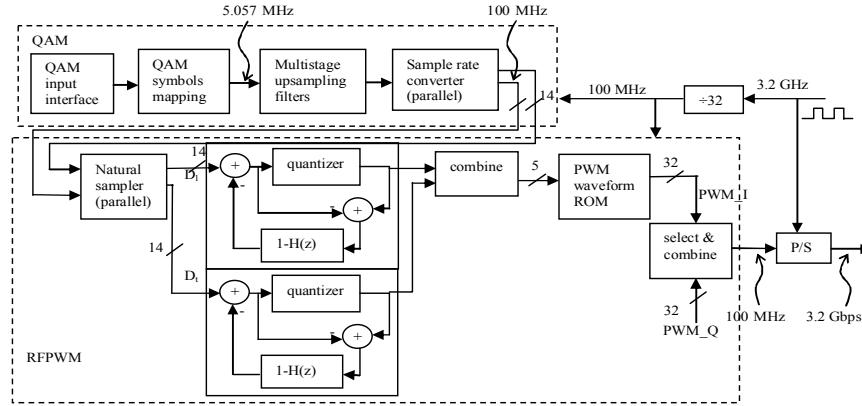 5.057 MHz
100 MHz
QAM
QAM
input
interface
QAM
symbols
mapping
Multistage
upsampling
filters
Sample rate
converter
(parallel)
14
100 MHz
÷32
3.2 GHz
Natural
sampler
(parallel)
14
Dl
+
-
quantizer
-
+
1-H(z)
combine
5
PWM
waveform
ROM
32
PWM_I
14
Dt
+
-
quantizer
-
+
1-H(z)
select &
combine
P/S
32
PWM_Q
100 MHz
3.2 Gbps
RFPWM